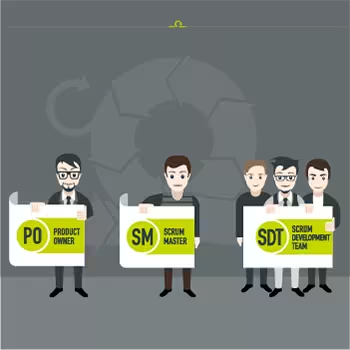 PO
PRODUCT
OWNER
SM
SCRUM
MASTER
SDT
SCRUM
DEVELOPMENT
TEAM